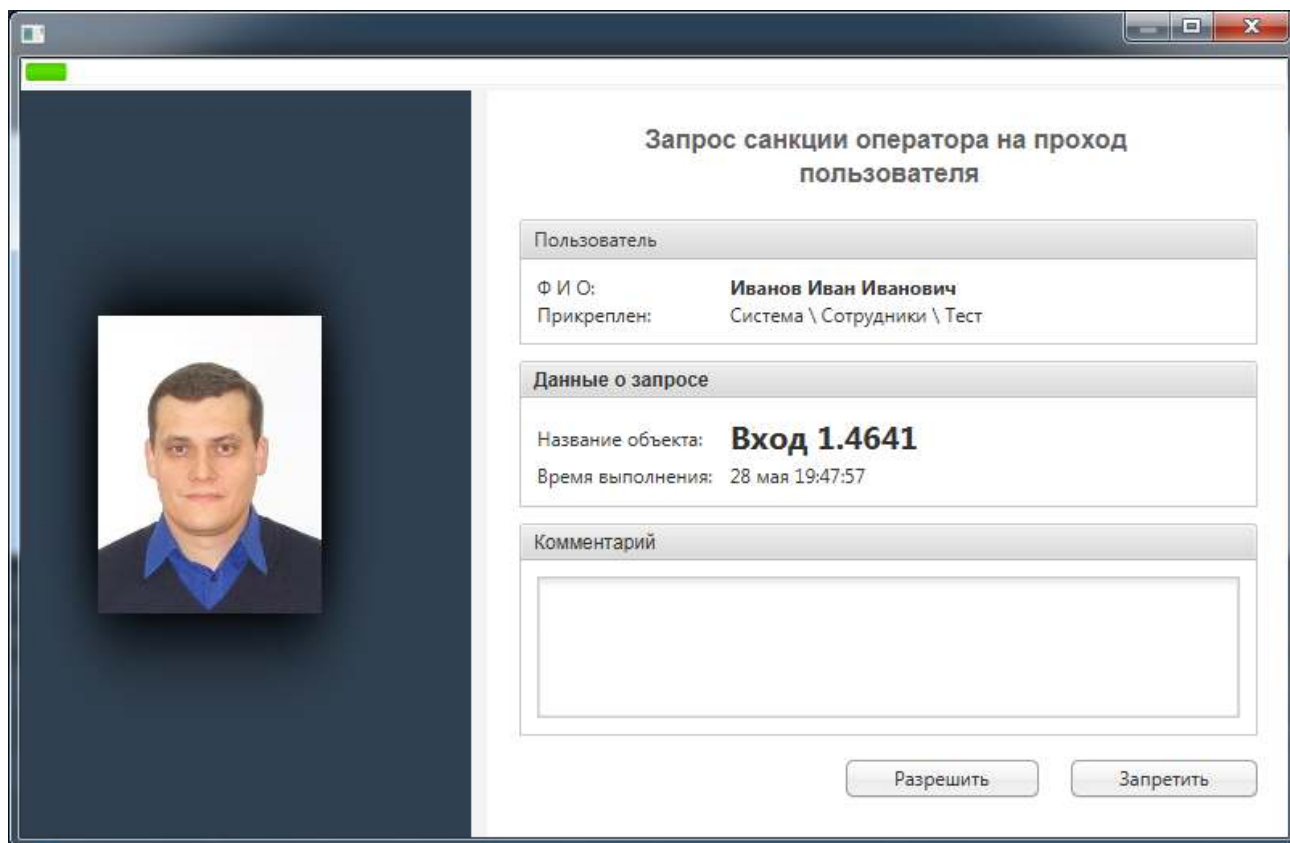 Запрос санкции оператора на проход
пользователя
Пользователь
Ф И О: Иванов Иван Иванович
Прикреплен: Система \ Сотрудники \ Тест
Данные о запросе
Название объекта: Вход 1.4641
Время выполнения: 28 мая 19:47:57
Комментарий
Разрешить Запретить